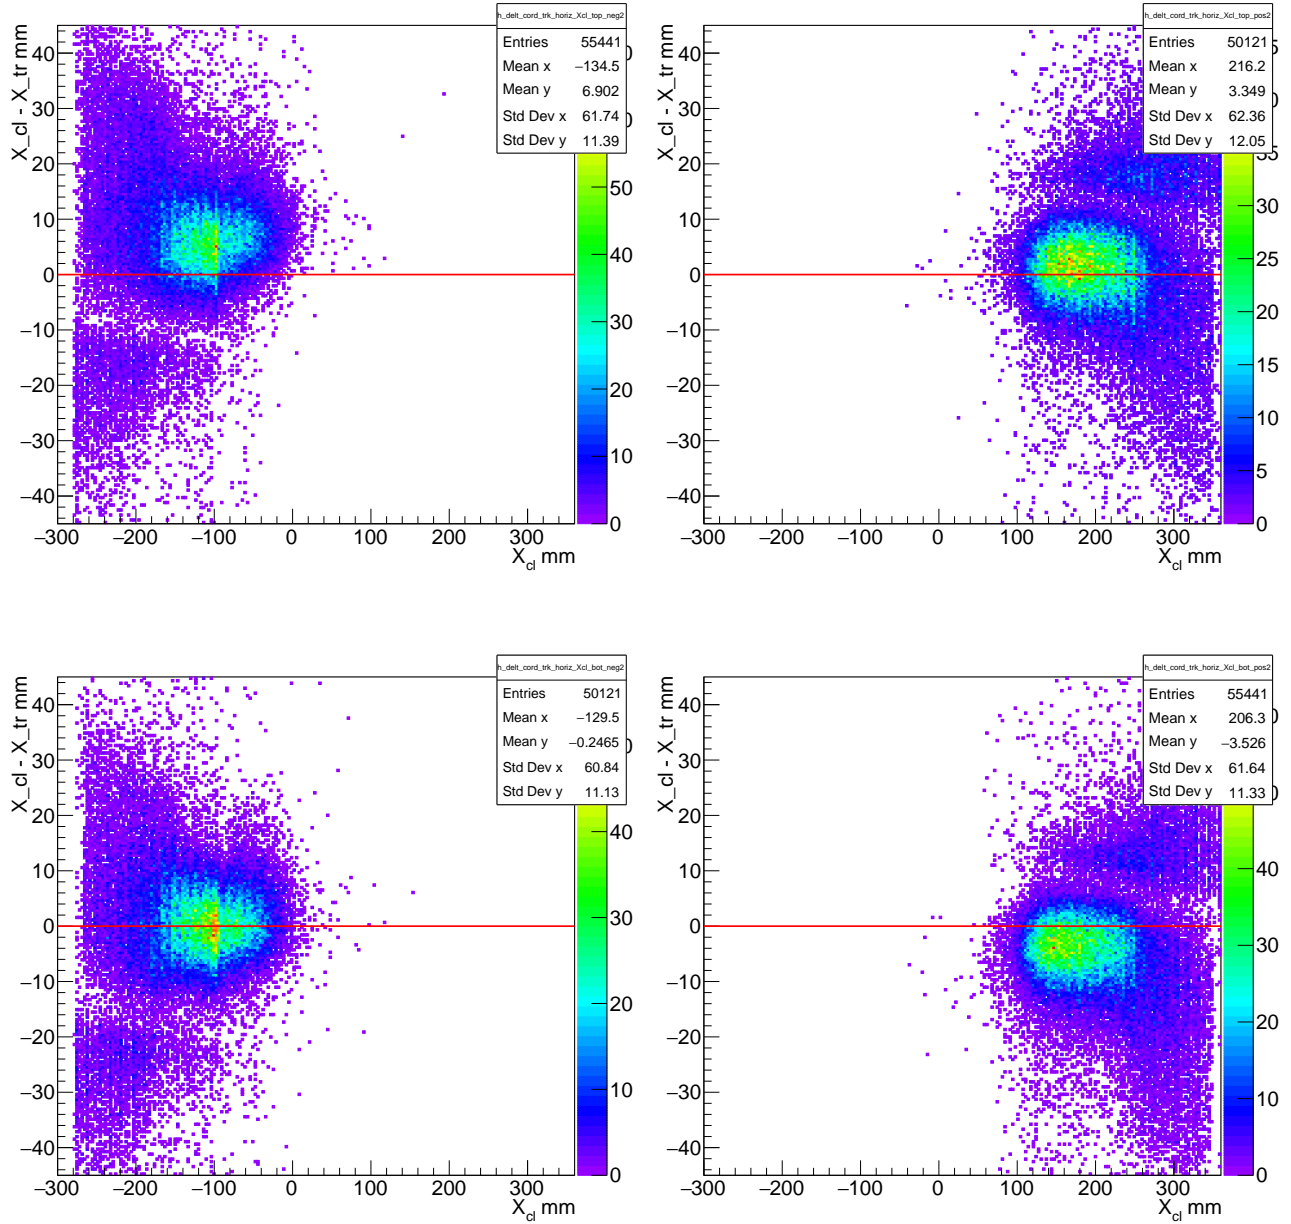 h_delt_cord_trk_horiz_Xcl_top_neg2
Entries 55441
Mean x −134.5
Mean y 6.902
Std Dev x 61.74
Std Dev y 11.39
X_cl - X_tr mm
40
30
20
10
0
−10
−20
−30
−40
−300 −200 −100 0 100 200 300
X_cl mm
50
40
30
20
10
0
h_delt_cord_trk_horiz_Xcl_top_pos2
Entries 50121
Mean x 216.2
Mean y 3.349
Std Dev x 62.36
Std Dev y 12.05
X_cl - X_tr mm
40
30
20
10
0
−10
−20
−30
−40
−300 −200 −100 0 100 200 300
X_cl mm
35
30
25
20
15
10
5
0
h_delt_cord_trk_horiz_Xcl_bot_neg2
Entries 50121
Mean x −129.5
Mean y −0.2465
Std Dev x 60.84
Std Dev y 11.13
X_cl - X_tr mm
40
30
20
10
0
−10
−20
−30
−40
−300 −200 −100 0 100 200 300
X_cl mm
40
30
20
10
0
h_delt_cord_trk_horiz_Xcl_bot_pos2
Entries 55441
Mean x 206.3
Mean y −3.526
Std Dev x 61.64
Std Dev y 11.33
X_cl - X_tr mm
40
30
20
10
0
−10
−20
−30
−40
−300 −200 −100 0 100 200 300
X_cl mm
40
30
20
10
0